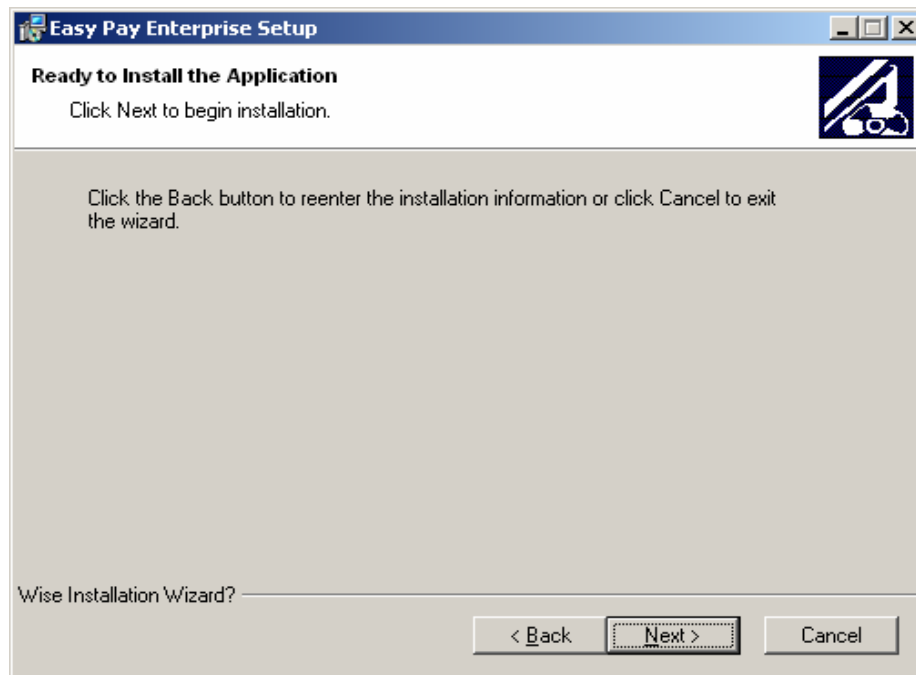 Easy Pay Enterprise Setup
Ready to Install the Application
Click Next to begin installation.
Click the Back button to reenter the installation information or click Cancel to exit
the wizard.
Wise Installation Wizard?
< Back Next > Cancel